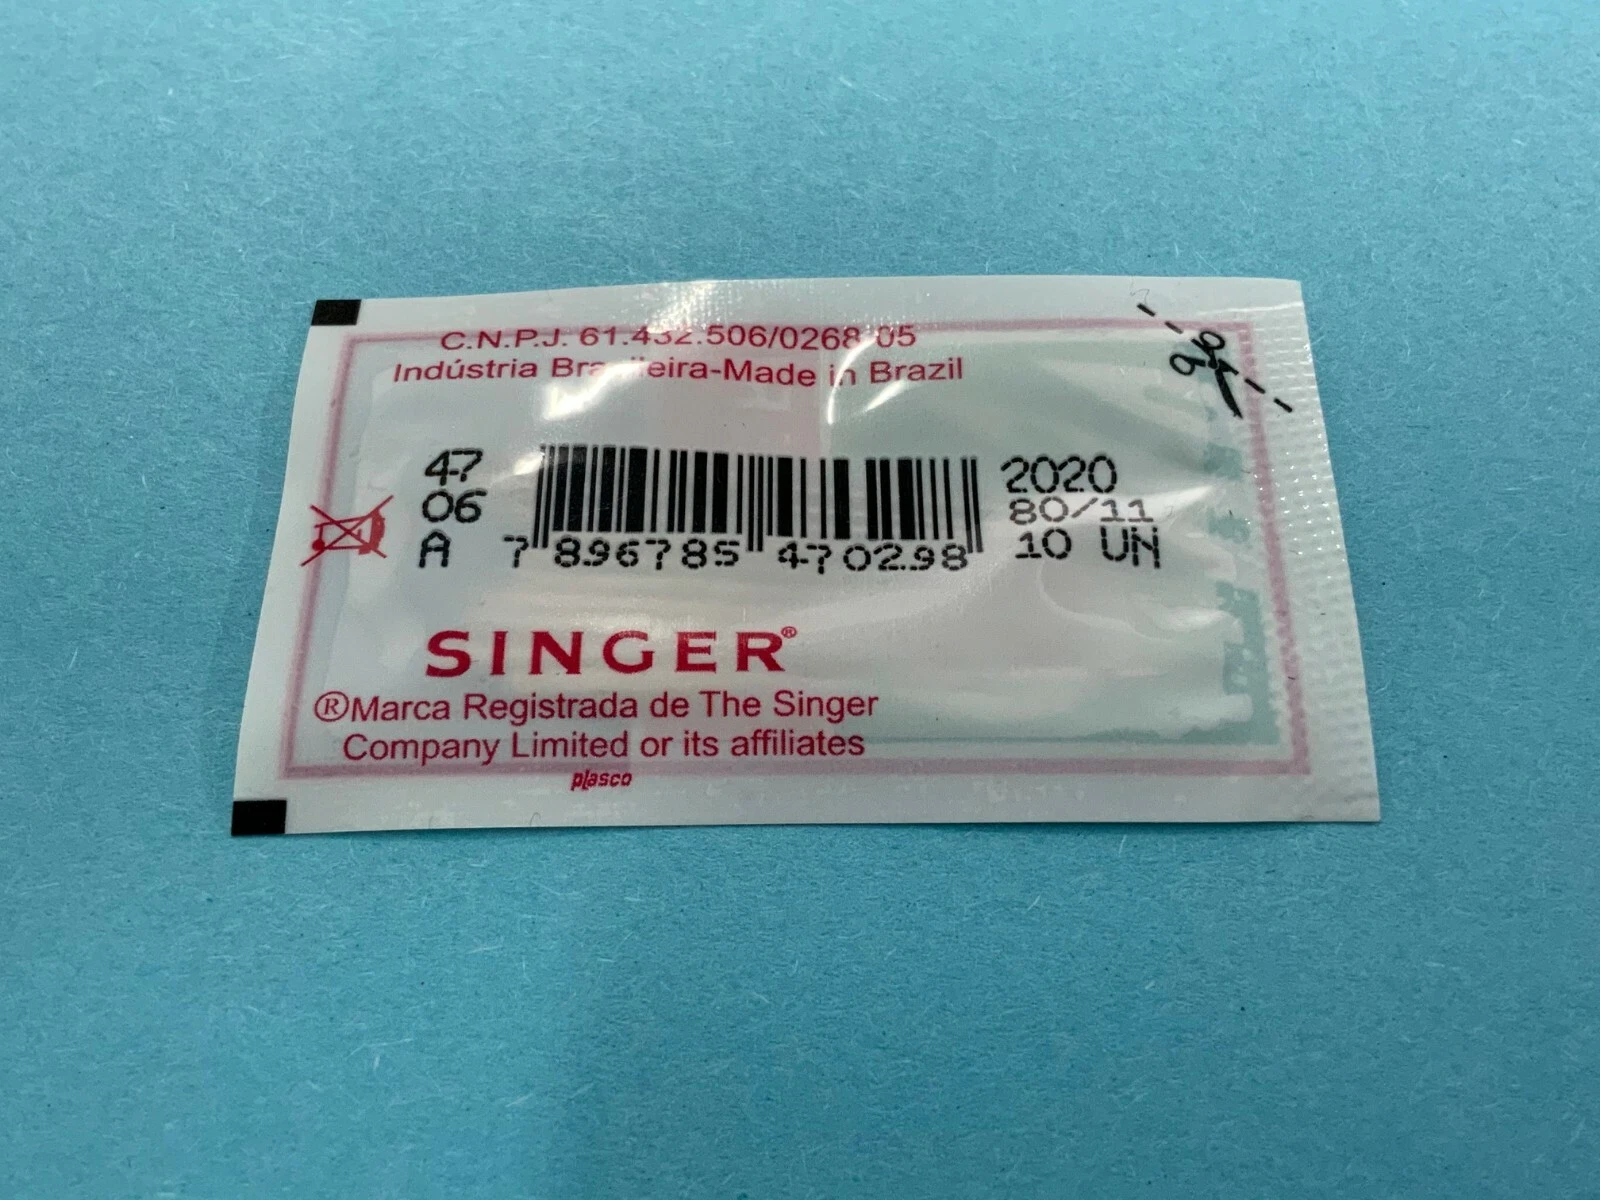 C.N.P.J. 61.432.506/0268-05
Indústria Brasileira-Made in Brazil
47
06
A
7 896785 470298
2020
80/11
10 UN
SINGER®
®Marca Registrada de The Singer
Company Limited or its affiliates
plasco